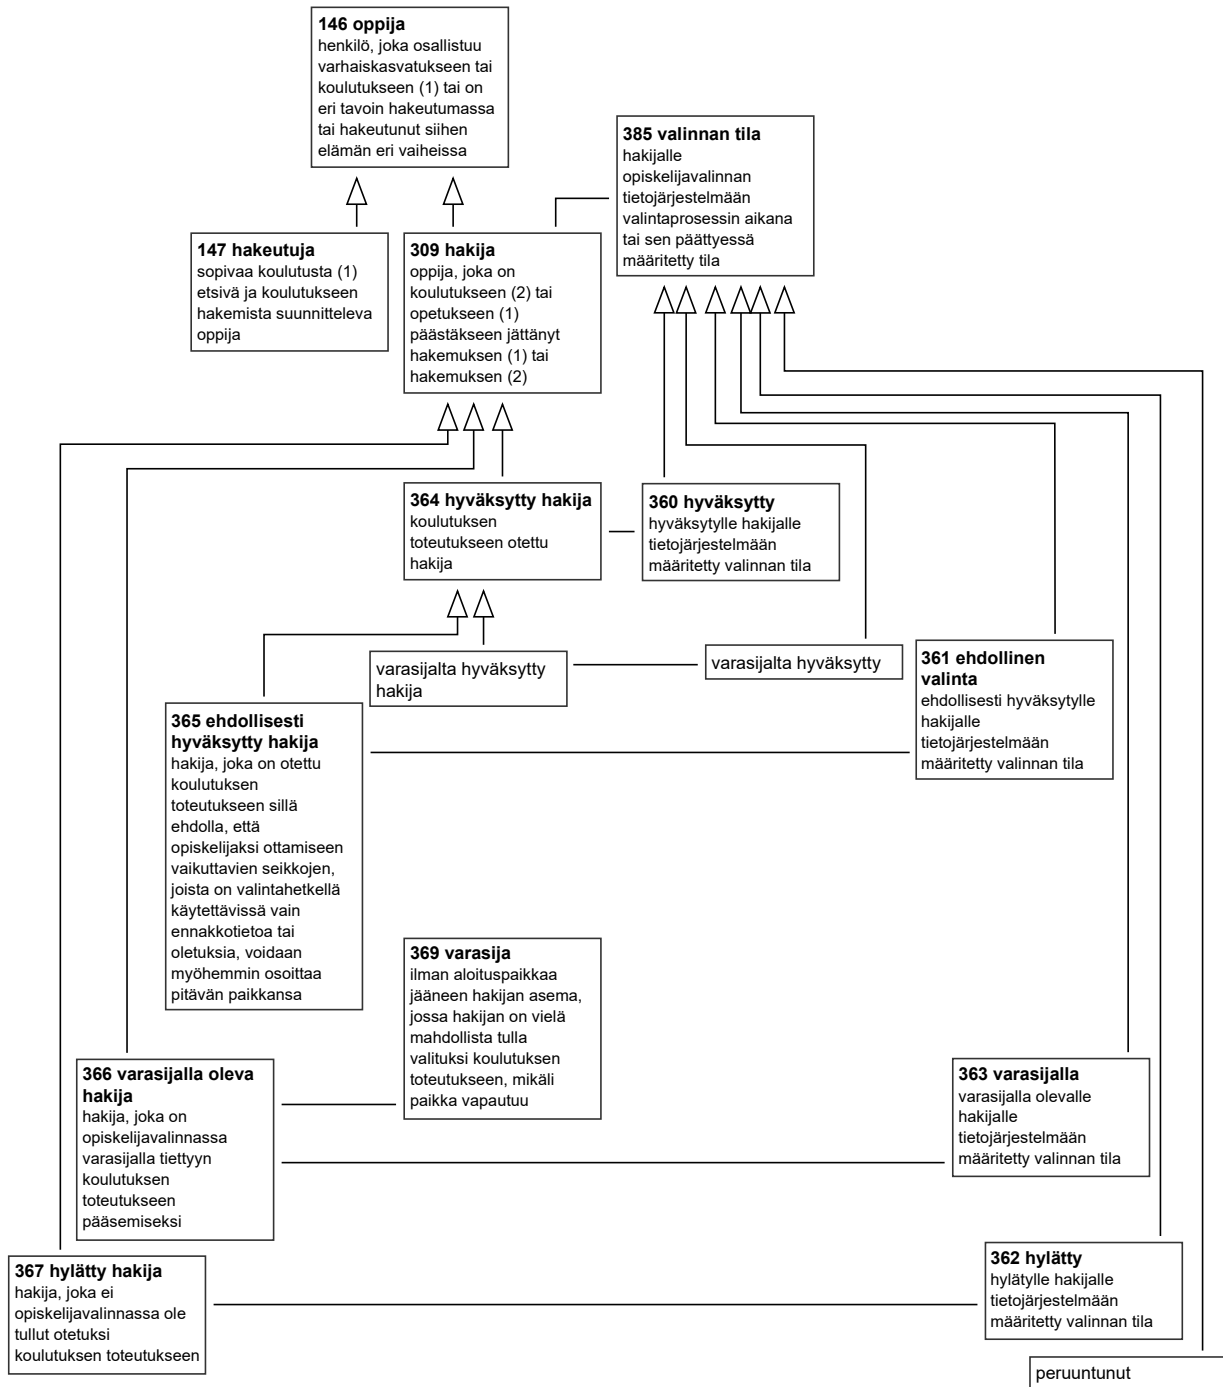 146 oppija
henkilö, joka osallistuu
varhaiskasvatukseen tai
koulutukseen (1) tai on
eri tavoin hakeutumassa
tai hakeutunut siihen
elämän eri vaiheissa
385 valinnan tila
hakijalle
opiskelijavalinnan
tietojärjestelmään
valintaprosessin aikana
tai sen päättyessä
määritetty tila
147 hakeutuja
sopivaa koulutusta (1)
etsivä ja koulutukseen
hakemista suunnitteleva
oppija
309 hakija
oppija, joka on
koulutukseen (2) tai
opetukseen (1)
päästäkseen jättänyt
hakemuksen (1) tai
hakemuksen (2)
364 hyväksytty hakija
koulutuksen
toteutukseen otettu
hakija
360 hyväksytty
hyväksytylle hakijalle
tietojärjestelmään
määritetty valinnan tila
varasijalta hyväksytty
hakija
varasijalta hyväksytty
361 ehdollinen
valinta
ehdollisesti hyväksytylle
hakijalle
tietojärjestelmään
määritetty valinnan tila
365 ehdollisesti
hyväksytty hakija
hakija, joka on otettu
koulutuksen
toteutukseen sillä
ehdolla, että
opiskelijaksi ottamiseen
vaikuttavien seikkojen,
joista on valintahetkellä
käytettävissä vain
ennakkotietoa tai
oletuksia, voidaan
myöhemmin osoittaa
pitävän paikkansa
369 varasija
ilman aloituspaikkaa
jääneen hakijan asema,
jossa hakijan on vielä
mahdollista tulla
valituksi koulutuksen
toteutukseen, mikäli
paikka vapautuu
366 varasijalla oleva
hakija
hakija, joka on
opiskelijavalinnassa
varasijalla tiettyyn
koulutuksen
toteutukseen
pääsemiseksi
363 varasijalla
varasijalla olevalle
hakijalle
tietojärjestelmään
määritetty valinnan tila
367 hylätty hakija
hakija, joka ei
opiskelijavalinnassa ole
tullut otetuksi
koulutuksen toteutukseen
362 hylätty
hylätylle hakijalle
tietojärjestelmään
määritetty valinnan tila
peruuntunut